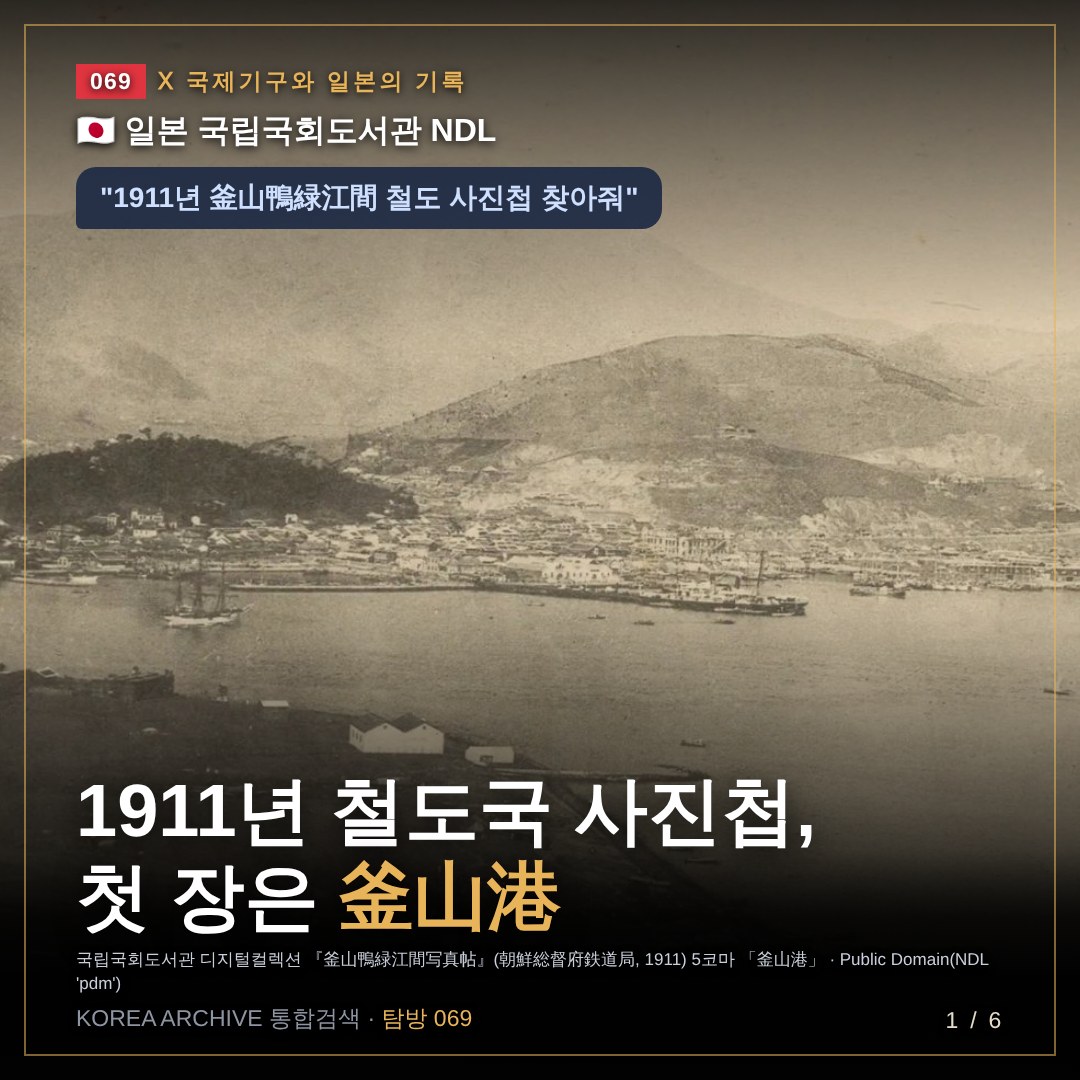 069 X 국제기구와 일본의 기록
🇯🇵 일본 국립국회도서관 NDL
"1911년 釜山鴨緑江間 철도 사진첩 찾아줘"
1911년 철도국 사진첩,
첫 장은 釜山港
국립국회도서관 디지털컬렉션 『釜山鴨緑江間写真帖』(朝鮮総督府鉄道局, 1911) 5코마 「釜山港」 · Public Domain(NDL
'pdm')
KOREA ARCHIVE 통합검색 · 탐방 069
1 / 6